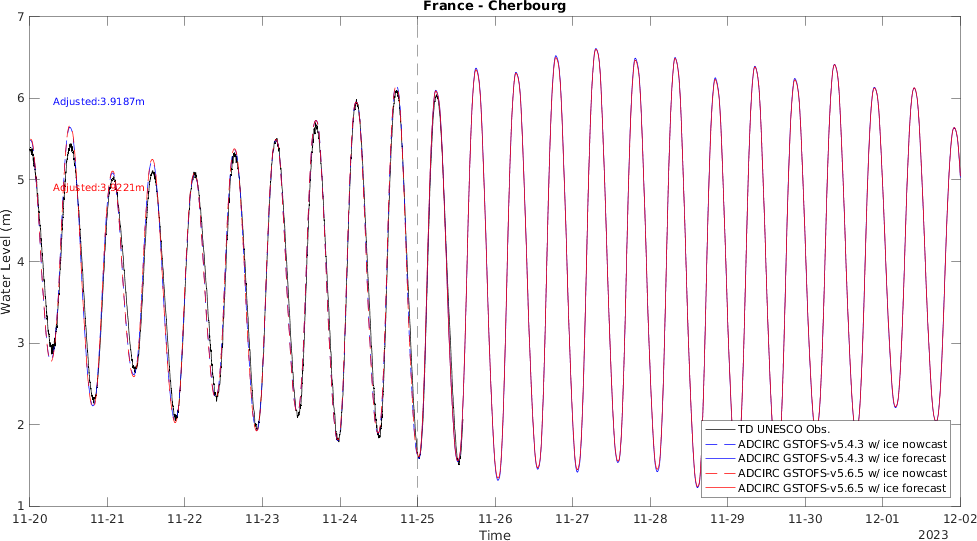 France - Cherbourg
7
6
5
4
3
2
1
Water Level (m)
Adjusted:3.9187m
Adjusted:3.9221m
TD UNESCO Obs.
ADCIRC GSTOFS-v5.4.3 w/ ice nowcast
ADCIRC GSTOFS-v5.4.3 w/ ice forecast
ADCIRC GSTOFS-v5.6.5 w/ ice nowcast
ADCIRC GSTOFS-v5.6.5 w/ ice forecast
11-20 11-21 11-22 11-23 11-24 11-25 11-26 11-27 11-28 11-29 11-30 12-01 12-02
Time
2023